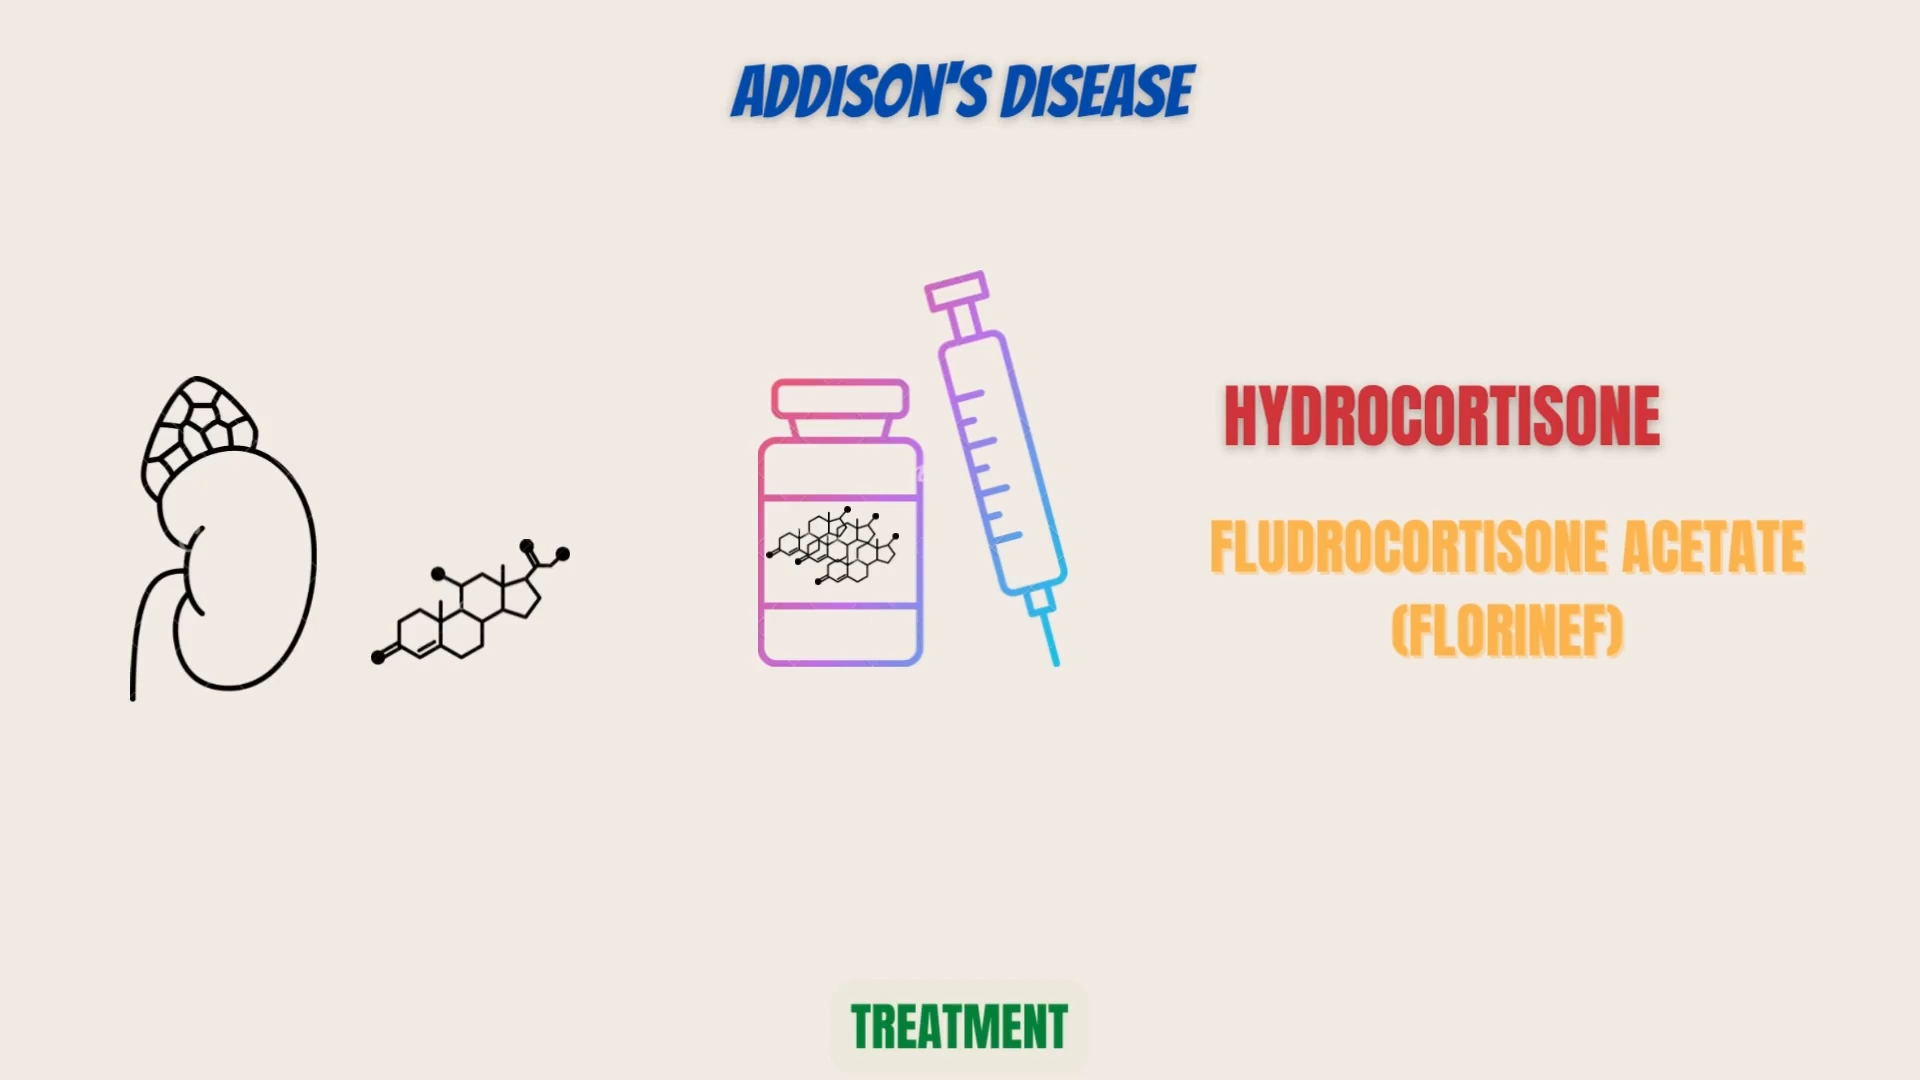 ADDISON'S DISEASE
HYDROCORTISONE
FLUDROCORTISONE ACETATE
(FLORINEF)
TREATMENT